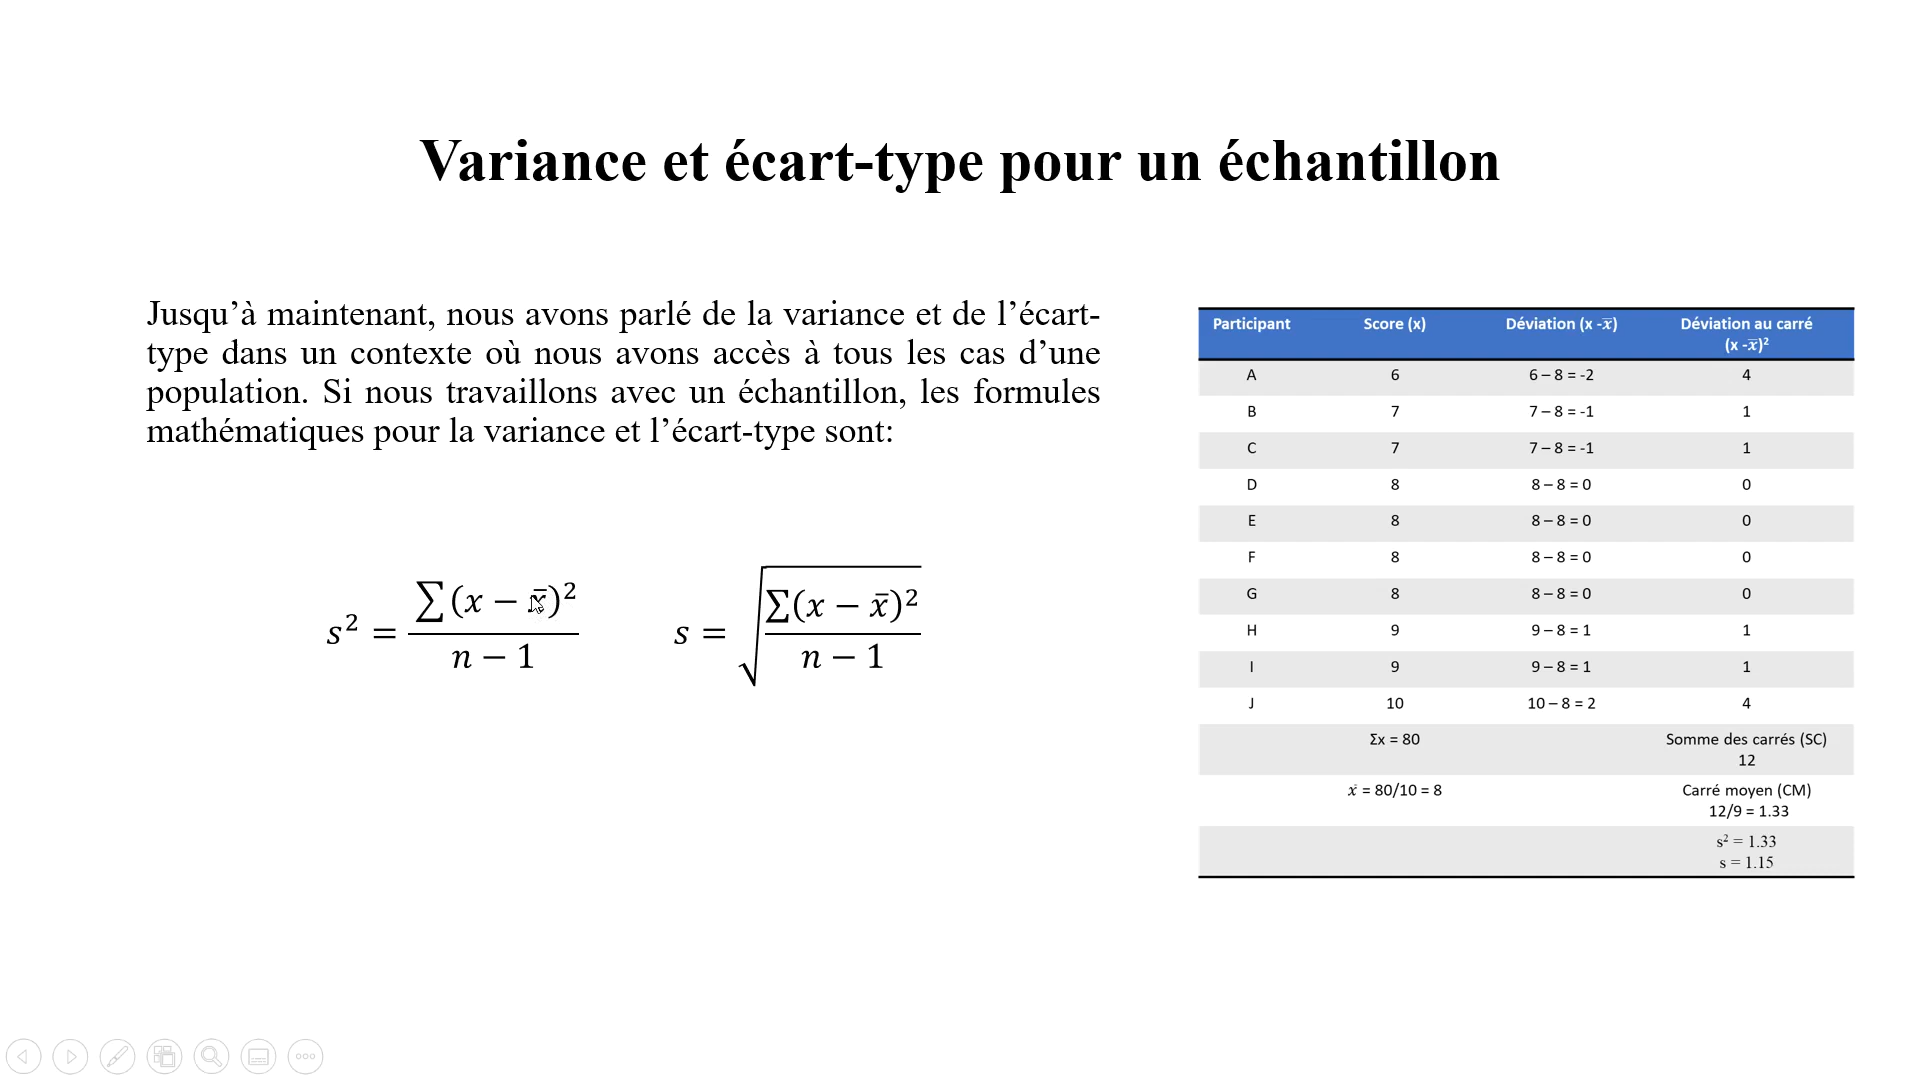 Variance et écart-type pour un échantillon
Jusqu’à maintenant, nous avons parlé de la variance et de l’écart-
type dans un contexte où nous avons accès à tous les cas d’une
population. Si nous travaillons avec un échantillon, les formules
mathématiques pour la variance et l’écart-type sont:
s² = ∑(x − x̄)² / (n − 1)
s = √(∑(x − x̄)² / (n − 1))
Participant Score (x) Déviation (x -x̄) Déviation au carré
(x -x̄)²
A 6 6 – 8 = -2 4
B 7 7 – 8 = -1 1
C 7 7 – 8 = -1 1
D 8 8 – 8 = 0 0
E 8 8 – 8 = 0 0
F 8 8 – 8 = 0 0
G 8 8 – 8 = 0 0
H 9 9 – 8 = 1 1
I 9 9 – 8 = 1 1
J 10 10 – 8 = 2 4
Σx = 80 Somme des carrés (SC)
12
x̄ = 80/10 = 8 Carré moyen (CM)
12/9 = 1.33
s² = 1.33
s = 1.15